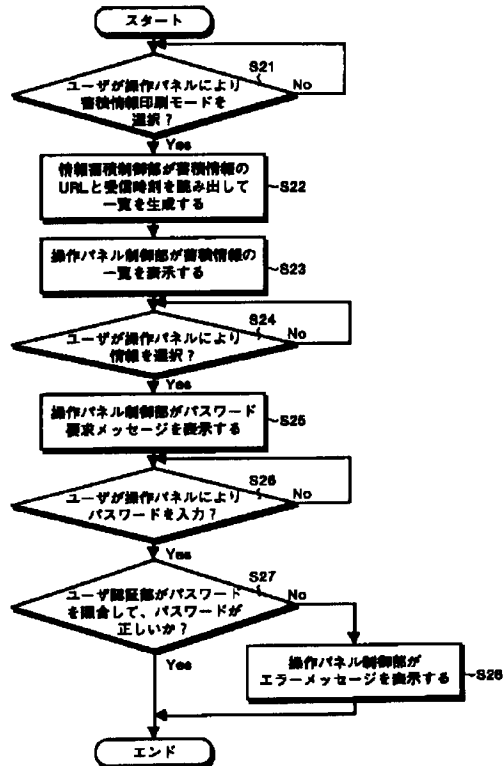 スタート
S21
ユーザが操作パネルにより
蓄積情報印刷モードを
選択?
No
Yes
情報蓄積制御部が蓄積情報の
URLと受信時刻を読み出して
一覧を生成する
S22
操作パネル制御部が蓄積情報の
一覧を表示する
S23
S24
ユーザが操作パネルにより
情報を選択?
No
Yes
操作パネル制御部がパスワード
要求メッセージを表示する
S25
S26
ユーザが操作パネルにより
パスワードを入力?
No
Yes
S27
ユーザ認証部がパスワード
を照合して、パスワードが
正しいか?
No
Yes
操作パネル制御部が
エラーメッセージを表示する
S28
エンド